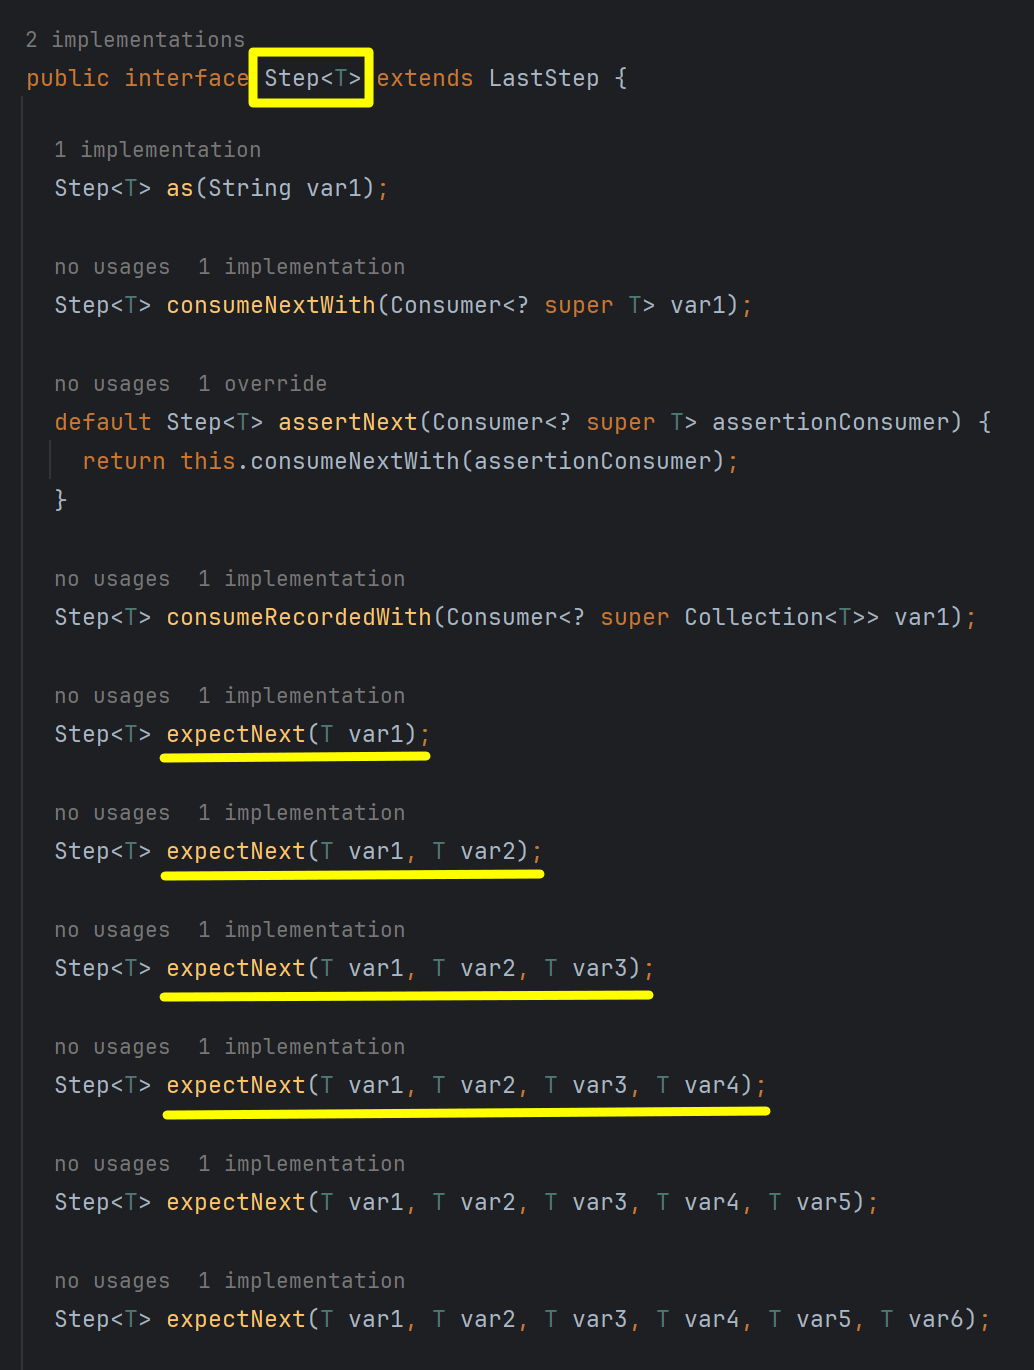 2 implementations
public interface Step<T> extends LastStep {
1 implementation
Step<T> as(String var1);
no usages 1 implementation
Step<T> consumeNextWith(Consumer<? super T> var1);
no usages 1 override
default Step<T> assertNext(Consumer<? super T> assertionConsumer) {
return this.consumeNextWith(assertionConsumer);
}
no usages 1 implementation
Step<T> consumeRecordedWith(Consumer<? super Collection<T>> var1);
no usages 1 implementation
Step<T> expectNext(T var1);
no usages 1 implementation
Step<T> expectNext(T var1, T var2);
no usages 1 implementation
Step<T> expectNext(T var1, T var2, T var3);
no usages 1 implementation
Step<T> expectNext(T var1, T var2, T var3, T var4);
no usages 1 implementation
Step<T> expectNext(T var1, T var2, T var3, T var4, T var5);
no usages 1 implementation
Step<T> expectNext(T var1, T var2, T var3, T var4, T var5, T var6);